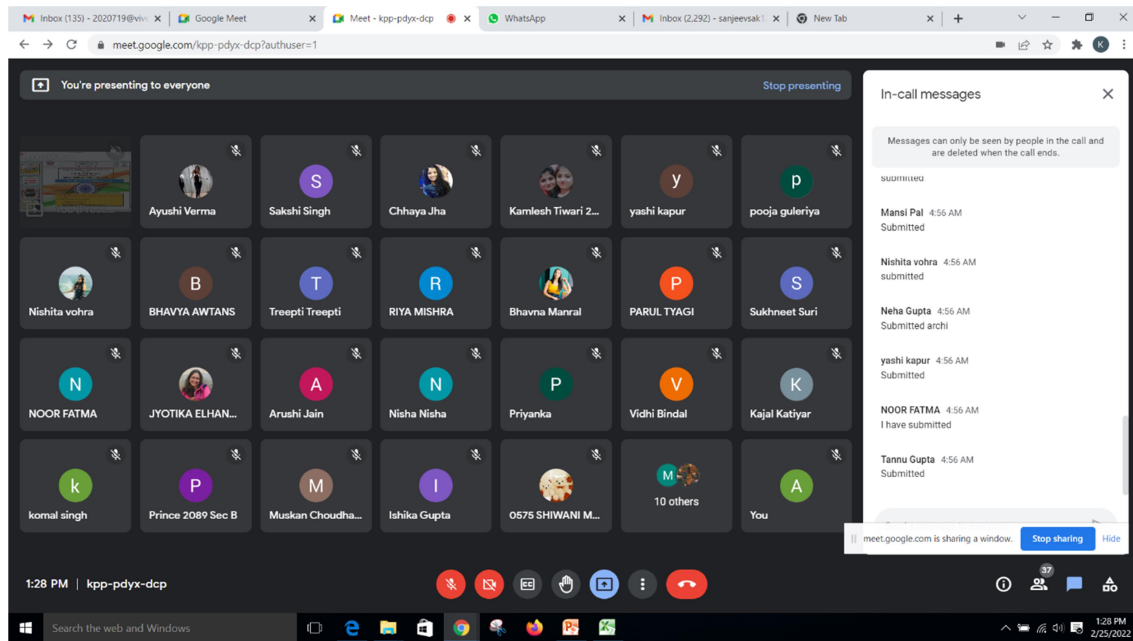 Inbox (135) - 2020719@viv
Google Meet
Meet - kpp-pdyx-dcp
WhatsApp
Inbox (2,292) - sanjeevsak1
New Tab
meet.google.com/kpp-pdyx-dcp?authuser=1
K
You're presenting to everyone
Stop presenting
Ayushi Verma
S
Sakshi Singh
Chhaya Jha
Kamlesh Tiwari 2...
y
yashi kapur
p
pooja guleriya
Nishita vohra
B
BHAVYA AWTANS
T
Treepti Treepti
R
RIYA MISHRA
Bhavna Manral
P
PARUL TYAGI
S
Sukhneet Suri
N
NOOR FATMA
JYOTIKA ELHAN...
A
Arushi Jain
N
Nisha Nisha
P
Priyanka
V
Vidhi Bindal
K
Kajal Katiyar
k
komal singh
P
Prince 2089 Sec B
M
Muskan Choudha...
I
Ishika Gupta
0575 SHIWANI M...
M
10 others
A
You
In-call messages
Messages can only be seen by people in the call and
are deleted when the call ends.
submitted
Mansi Pal 4:56 AM
Submitted
Nishita vohra 4:56 AM
submitted
Neha Gupta 4:56 AM
Submitted archi
yashi kapur 4:56 AM
Submitted
NOOR FATMA 4:56 AM
I have submitted
Tannu Gupta 4:56 AM
Submitted
meet.google.com is sharing a window.
Stop sharing
Hide
1:28 PM | kpp-pdyx-dcp
CC
37
Search the web and Windows
1:28 PM
2/25/2022